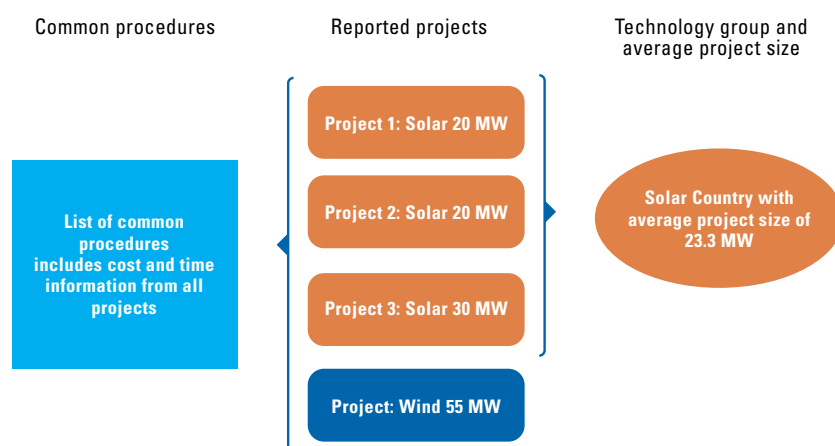 Common procedures
Reported projects
Technology group and
average project size
Project 1: Solar 20 MW
Project 2: Solar 20 MW
Project 3: Solar 30 MW
Project: Wind 55 MW
List of common
procedures
includes cost and time
information from all
projects
Solar Country with
average project size of
23.3 MW